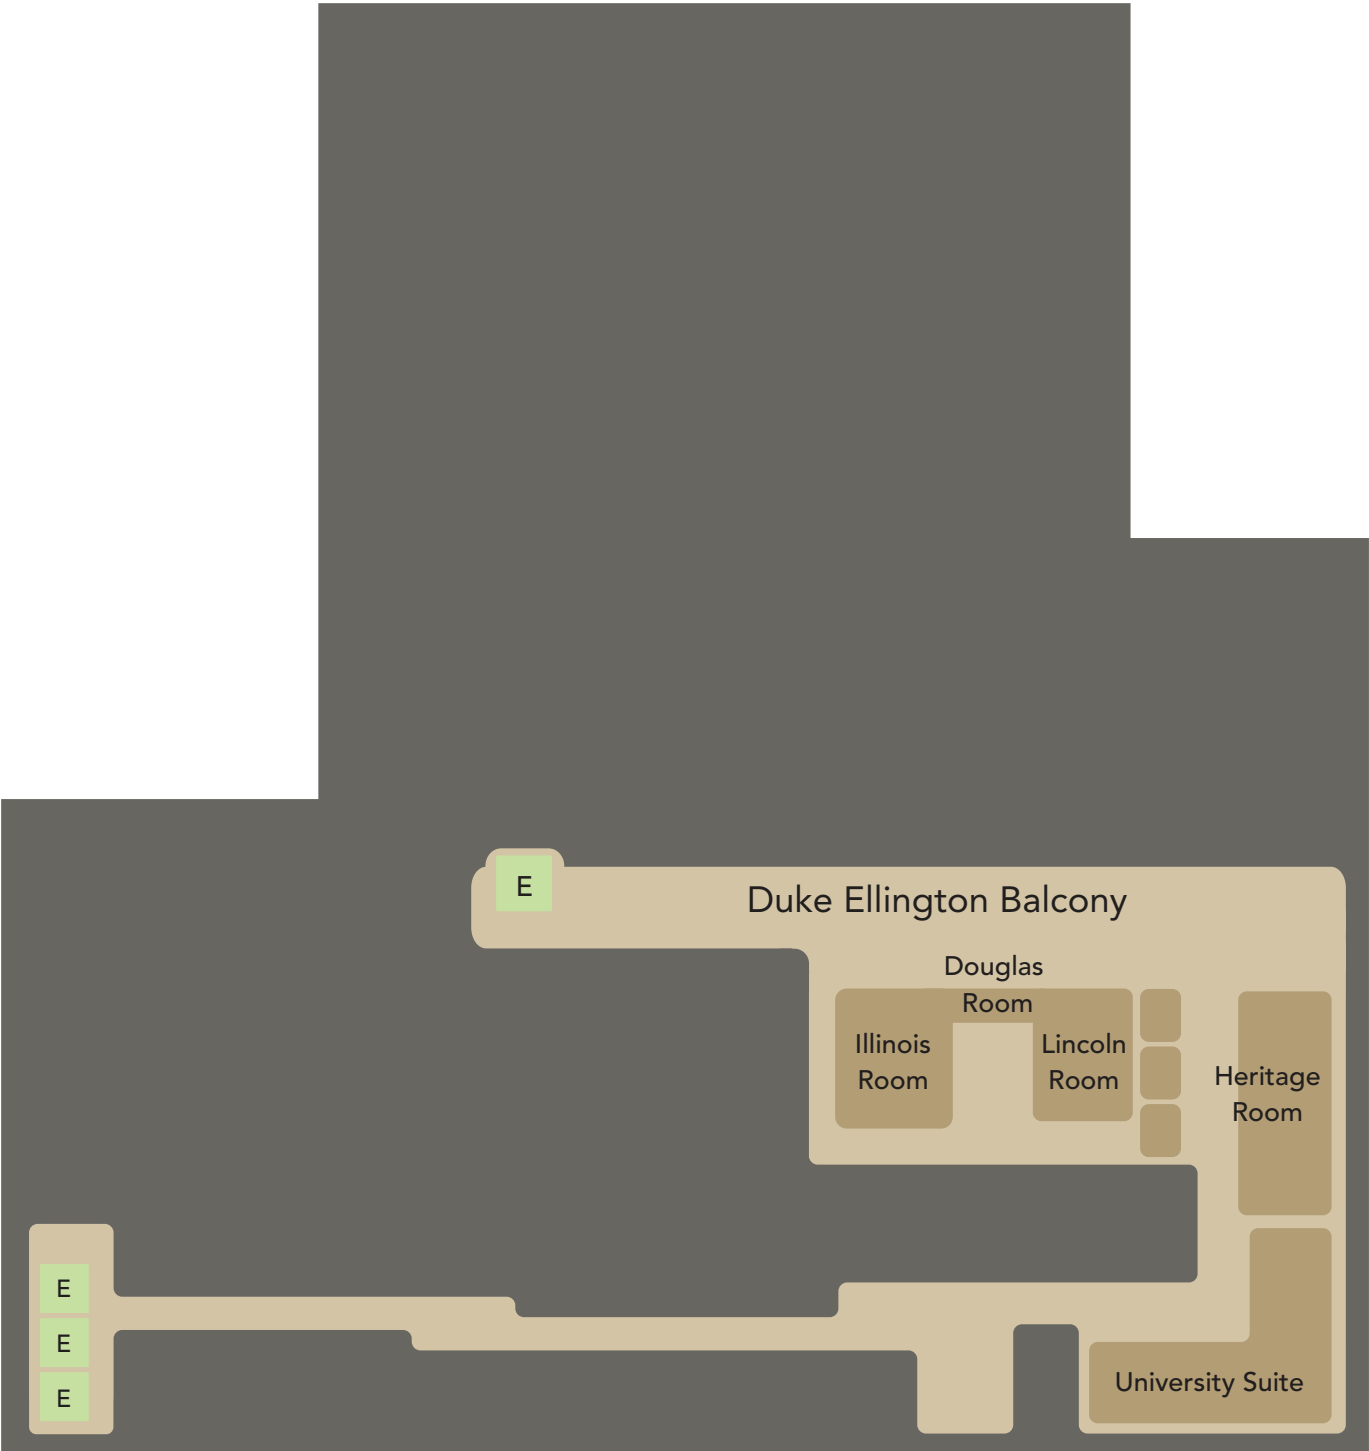 E
Duke Ellington Balcony
Douglas
Room
Illinois
Room
Lincoln
Room
Heritage
Room
E
E
E
University Suite